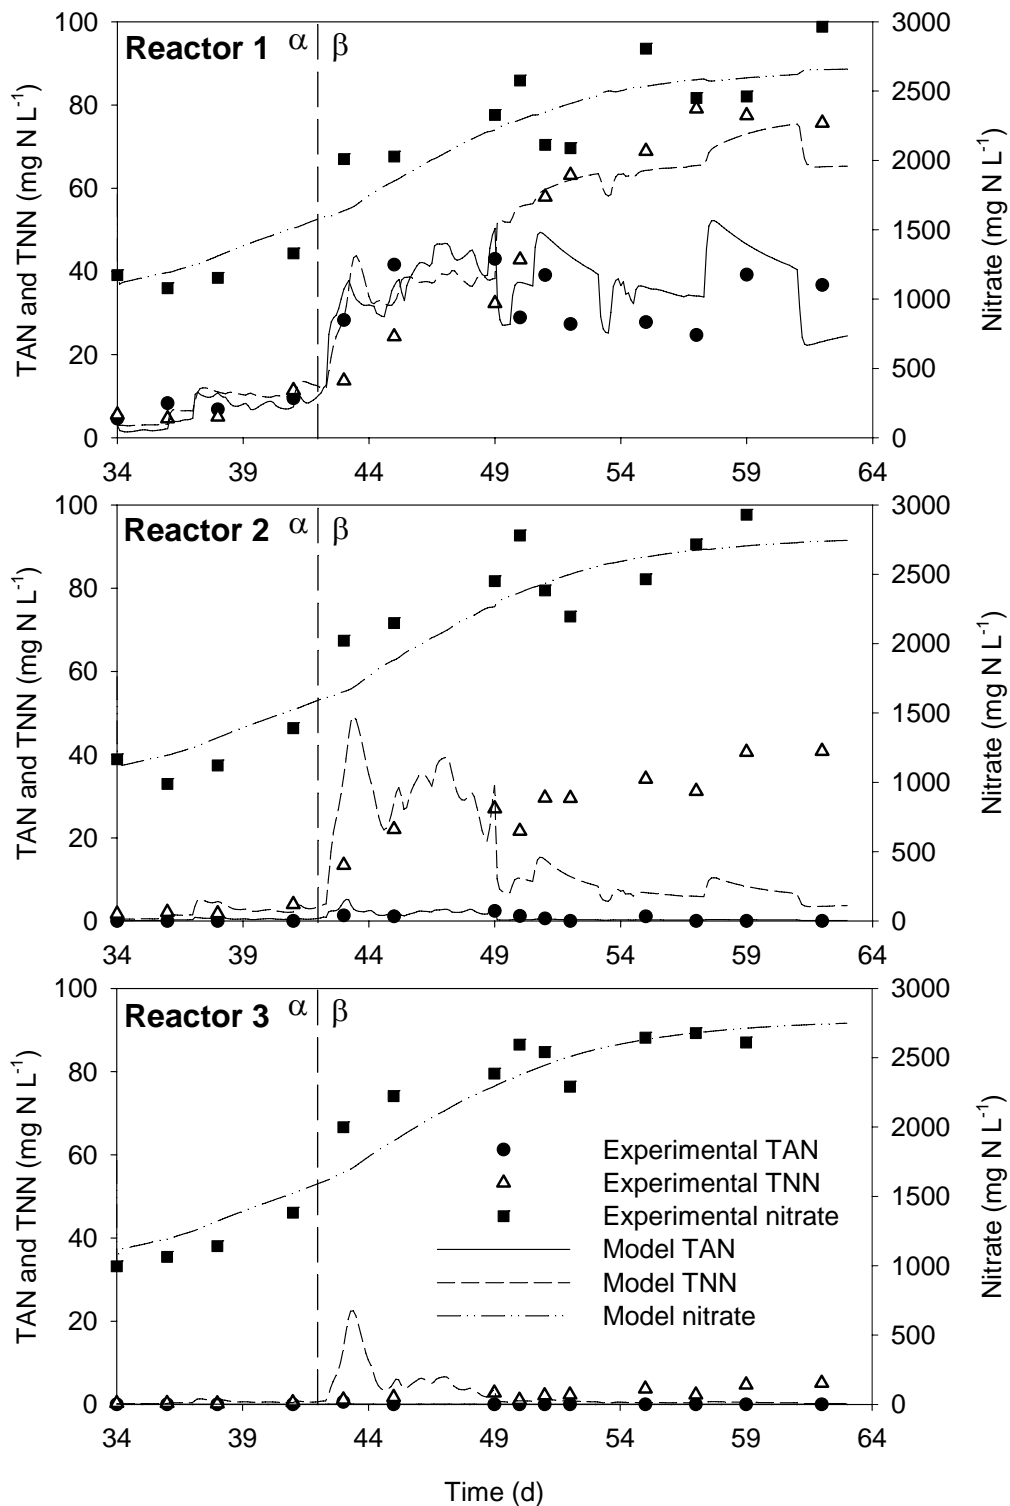 Reactor 1 α β
100 3000
80 2500
60 2000
40 1500
20 1000
0 500
0
TAN and TNN (mg N L⁻¹)
Nitrate (mg N L⁻¹)
34 39 44 49 54 59 64
Reactor 2 α β
100 3000
80 2500
60 2000
40 1500
20 1000
0 500
0
TAN and TNN (mg N L⁻¹)
Nitrate (mg N L⁻¹)
34 39 44 49 54 59 64
Reactor 3 α β
100 3000
80 2500
60 2000
40 1500
20 1000
0 500
0
TAN and TNN (mg N L⁻¹)
Nitrate (mg N L⁻¹)
Experimental TAN
Experimental TNN
Experimental nitrate
Model TAN
Model TNN
Model nitrate
34 39 44 49 54 59 64
Time (d)